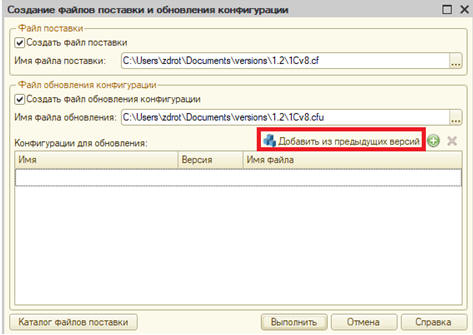 Создание файлов поставки и обновления конфигурации
Файл поставки
Создать файл поставки
Имя файла поставки: C:\Users\zdrot\Documents\versions\1.2\1Cv8.cf ...
Файл обновления конфигурации
Создать файл обновления конфигурации
Имя файла обновления: C:\Users\zdrot\Documents\versions\1.2\1Cv8.cfu ...
Конфигурации для обновления: Добавить из предыдущих версий
Имя Версия Имя файла
Каталог файлов поставки Выполнить Отмена Справка